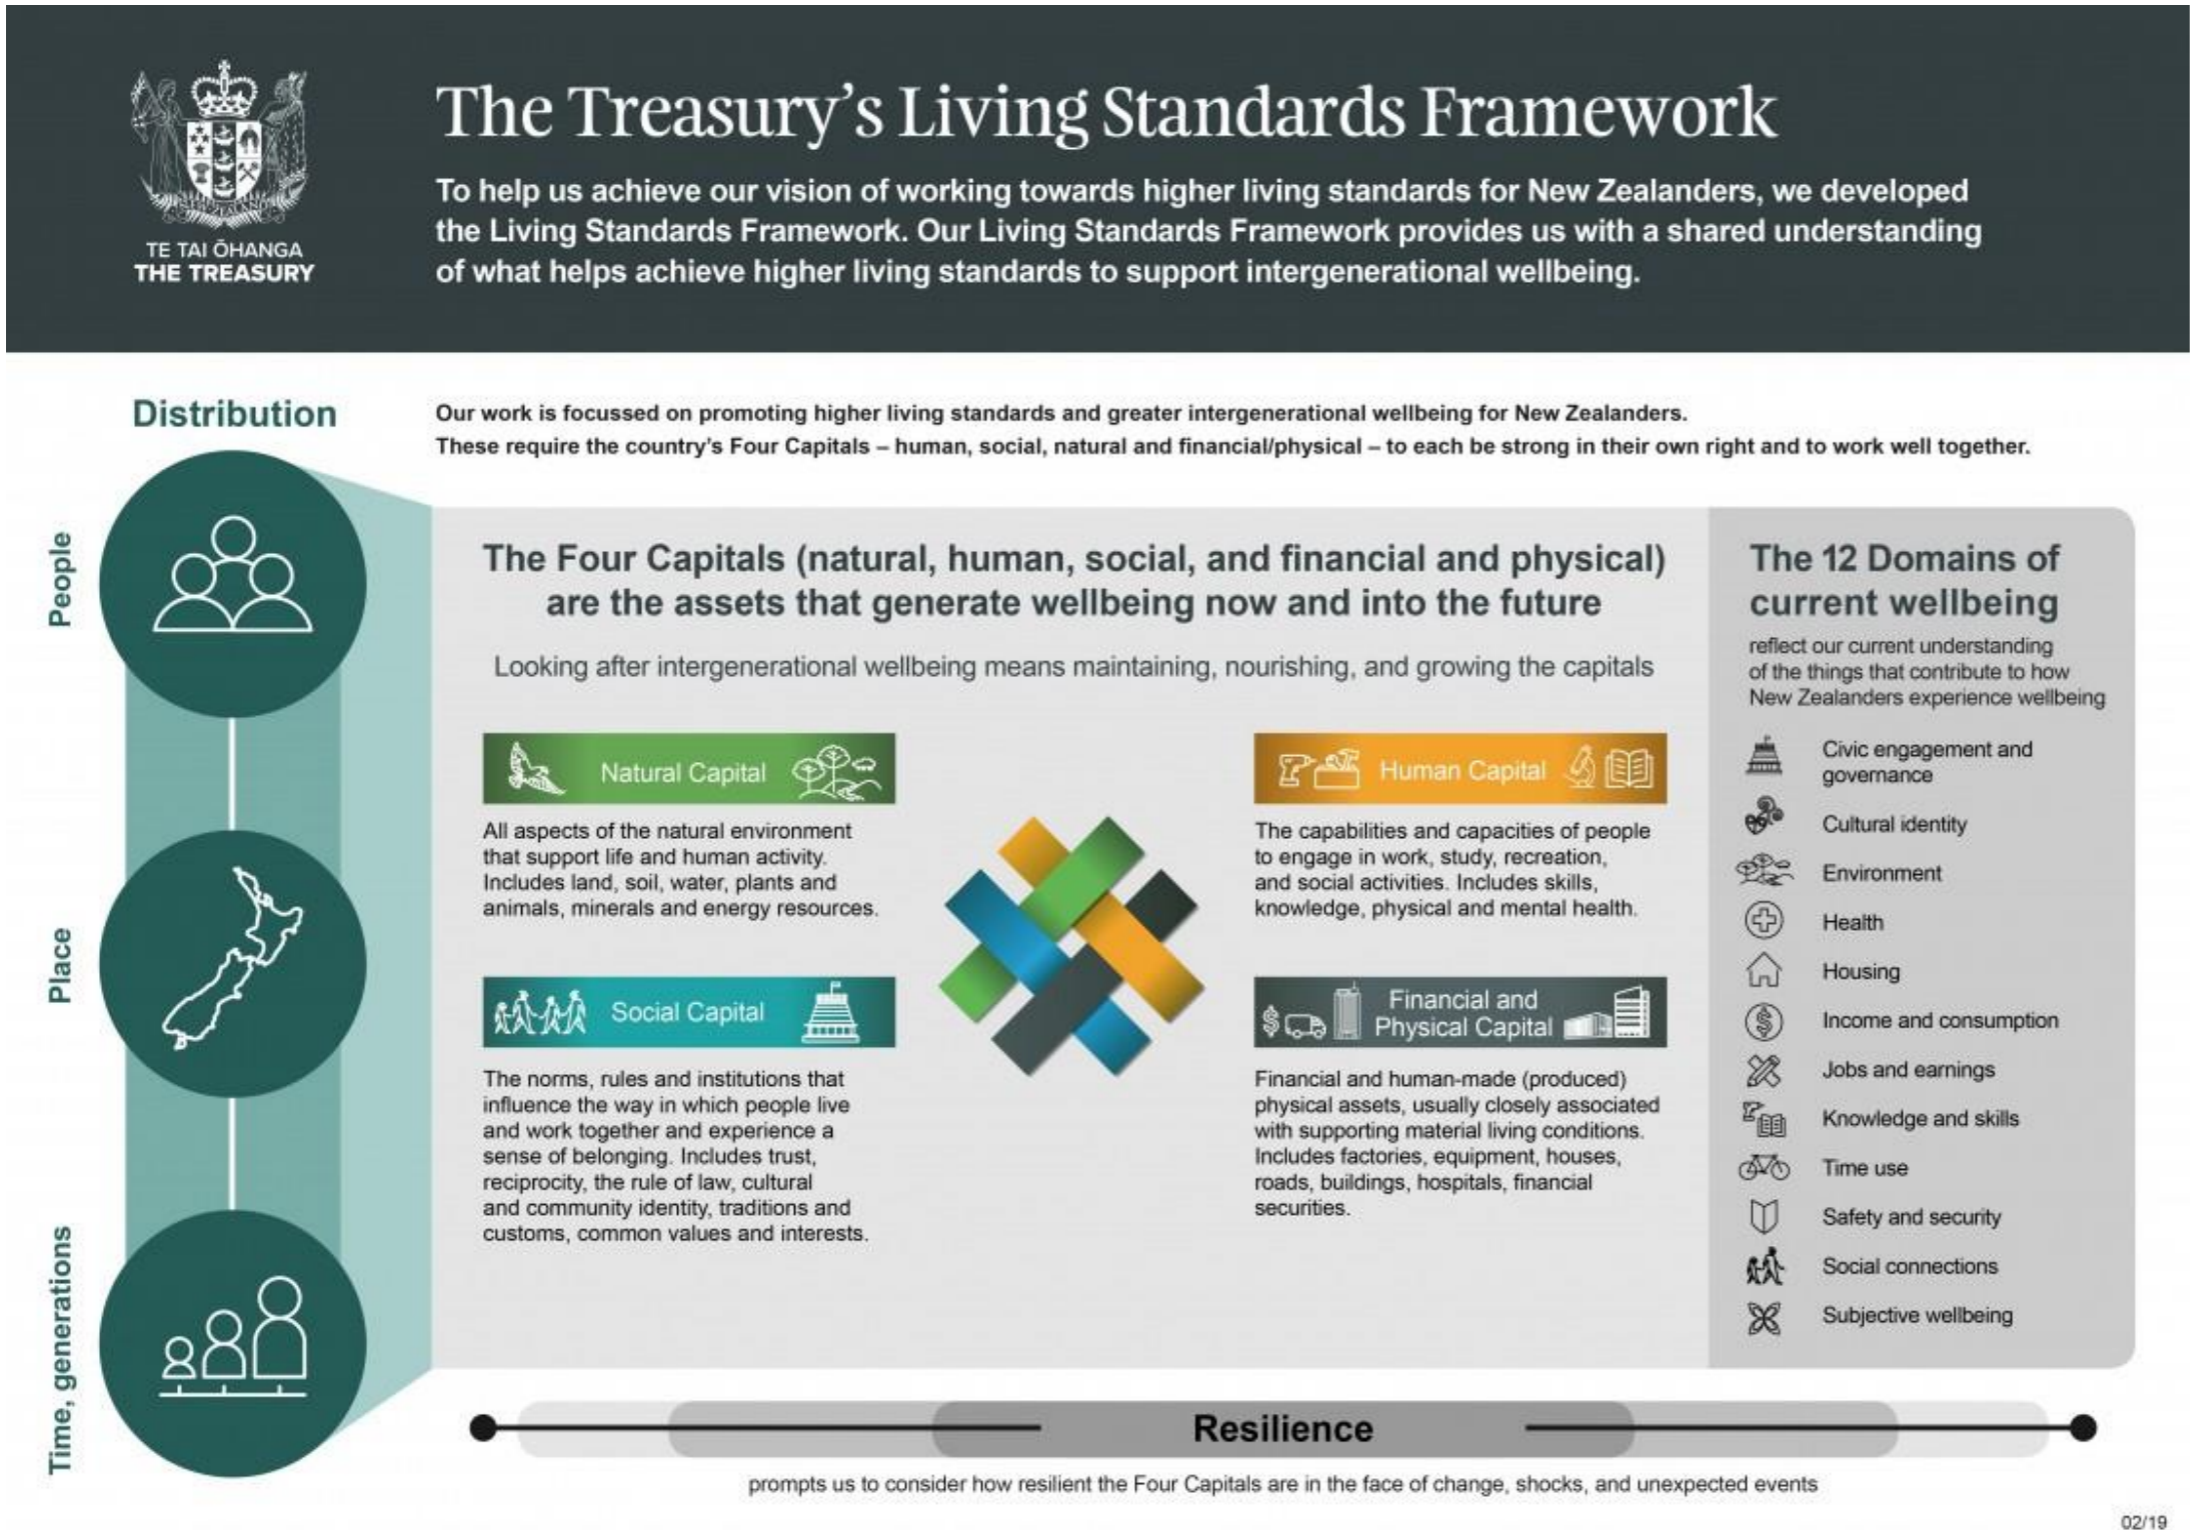 TE TAI ŌHANGA
THE TREASURY
The Treasury's Living Standards Framework
To help us achieve our vision of working towards higher living standards for New Zealanders, we developed
the Living Standards Framework. Our Living Standards Framework provides us with a shared understanding
of what helps achieve higher living standards to support intergenerational wellbeing.
Distribution
People
Place
Time, generations
Our work is focussed on promoting higher living standards and greater intergenerational wellbeing for New Zealanders.
These require the country's Four Capitals – human, social, natural and financial/physical – to each be strong in their own right and to work well together.
The Four Capitals (natural, human, social, and financial and physical)
are the assets that generate wellbeing now and into the future
Looking after intergenerational wellbeing means maintaining, nourishing, and growing the capitals
Natural Capital
All aspects of the natural environment
that support life and human activity.
Includes land, soil, water, plants and
animals, minerals and energy resources.
Human Capital
The capabilities and capacities of people
to engage in work, study, recreation,
and social activities. Includes skills,
knowledge, physical and mental health.
Social Capital
The norms, rules and institutions that
influence the way in which people live
and work together and experience a
sense of belonging. Includes trust,
reciprocity, the rule of law, cultural
and community identity, traditions and
customs, common values and interests.
$
Financial and
Physical Capital
Financial and human-made (produced)
physical assets, usually closely associated
with supporting material living conditions.
Includes factories, equipment, houses,
roads, buildings, hospitals, financial
securities.
The 12 Domains of
current wellbeing
reflect our current understanding
of the things that contribute to how
New Zealanders experience wellbeing
Civic engagement and
governance
Cultural identity
Environment
Health
Housing
$ Income and consumption
Jobs and earnings
Knowledge and skills
Time use
Safety and security
Social connections
Subjective wellbeing
Resilience
prompts us to consider how resilient the Four Capitals are in the face of change, shocks, and unexpected events
02/19